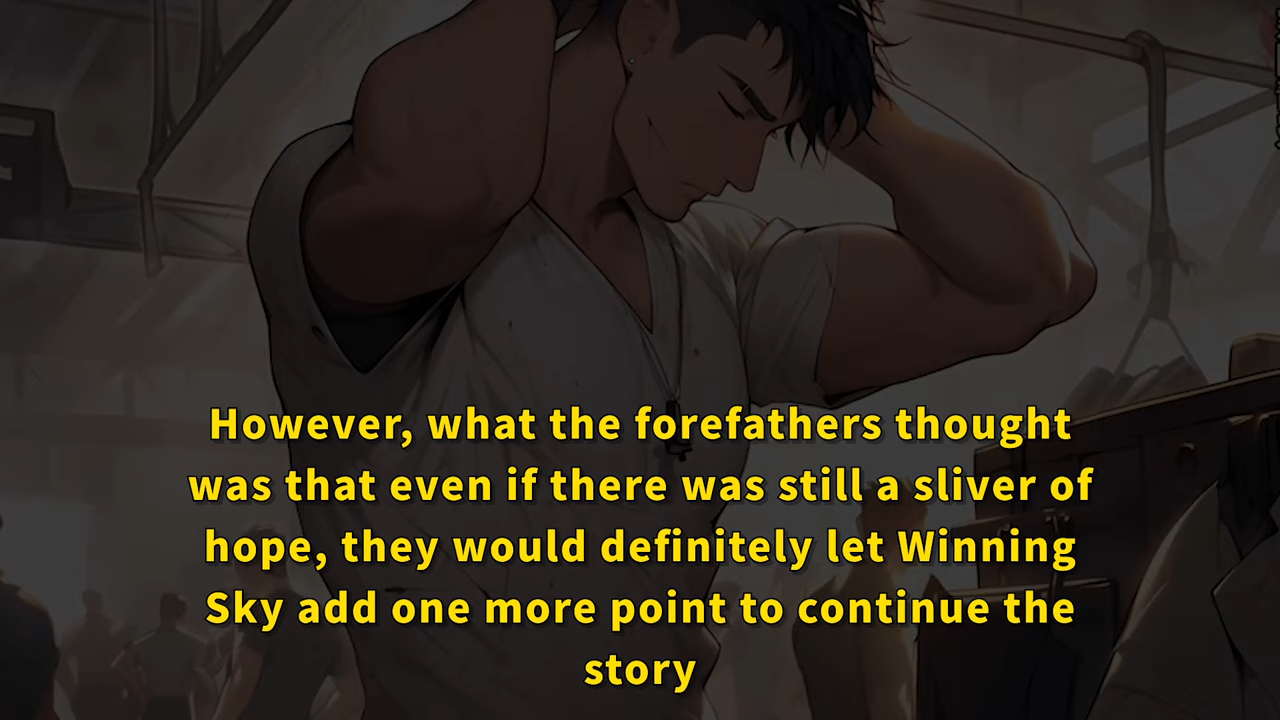 However, what the forefathers thought
was that even if there was still a sliver of
hope, they would definitely let Winning
Sky add one more point to continue the
story